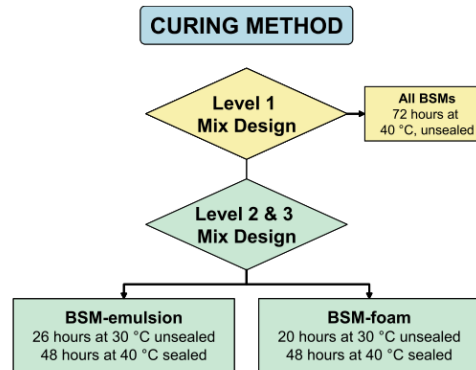 CURING METHOD
Level 1
Mix Design
All BSMs
72 hours at
40 °C, unsealed
Level 2 & 3
Mix Design
BSM-emulsion
26 hours at 30 °C unsealed
48 hours at 40 °C sealed
BSM-foam
20 hours at 30 °C unsealed
48 hours at 40 °C sealed